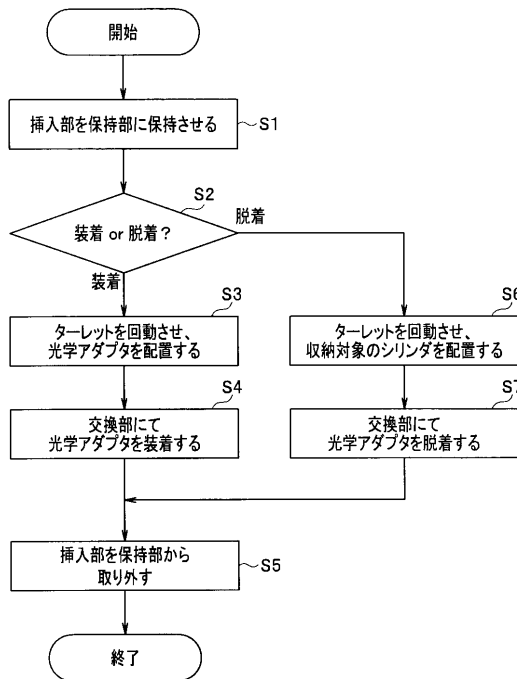 開始
挿入部を保持部に保持させる
S1
S2
装着 or 脱着？
脱着
装着
S3
ターレットを回動させ、
光学アダプタを配置する
S4
交換部にて
光学アダプタを装着する
S6
ターレットを回動させ、
収納対象のシリンダを配置する
S7
交換部にて
光学アダプタを脱着する
挿入部を保持部から
取り外す
S5
終了